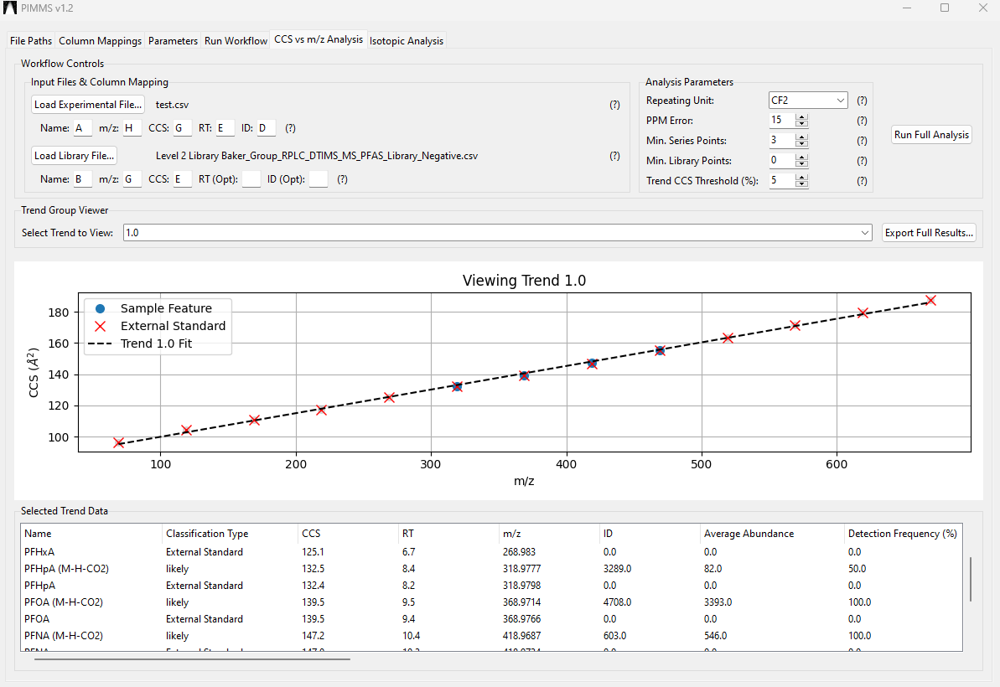 PIMMS v1.2
File Paths Column Mappings Parameters Run Workflow CCS vs m/z Analysis Isotopic Analysis
Workflow Controls
Input Files & Column Mapping
Load Experimental File... test.csv (?)
Name: A m/z: H CCS: G RT: E ID: D (?)
Load Library File... Level 2 Library Baker_Group_RPLC_DTIMS_MS_PFAS_Library_Negative.csv (?)
Name: B m/z: G CCS: E RT (Opt): ID (Opt): (?)
Analysis Parameters
Repeating Unit: CF2 (?)
PPM Error: 15 (?)
Min. Series Points: 3 (?)
Min. Library Points: 0 (?)
Trend CCS Threshold (%): 5 (?)
Run Full Analysis
Trend Group Viewer
Select Trend to View: 1.0 Export Full Results...
Viewing Trend 1.0
Sample Feature
External Standard
Trend 1.0 Fit
CCS (Å²)
180
160
140
120
100
100 200 300 400 500 600
m/z
Selected Trend Data
Name Classification Type CCS RT m/z ID Average Abundance Detection Frequency (%)
PFHxA External Standard 125.1 6.7 268.983 0.0 0.0 0.0
PFHpA (M-H-CO2) likely 132.5 8.4 318.9777 3289.0 82.0 50.0
PFHpA External Standard 132.4 8.2 318.9798 0.0 0.0 0.0
PFOA (M-H-CO2) likely 139.5 9.5 368.9714 4708.0 3393.0 100.0
PFOA External Standard 139.5 9.4 368.9766 0.0 0.0 0.0
PFNA (M-H-CO2) likely 147.2 10.4 418.9687 603.0 546.0 100.0
PFNA External Standard